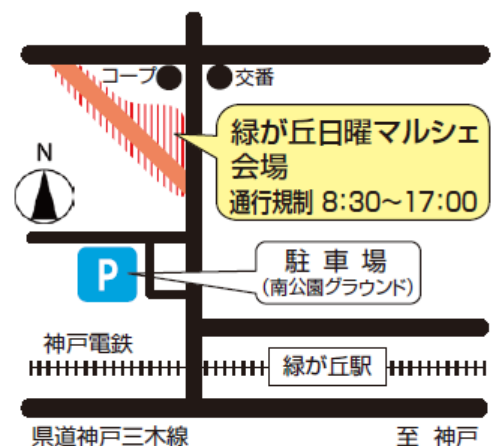 コープ
交番
緑が丘日曜マルシェ
会場
通行規制 8:30〜17:00
N
P
駐車場
(南公園グラウンド)
神戸電鉄
緑が丘駅
県道神戸三木線
至 神戸